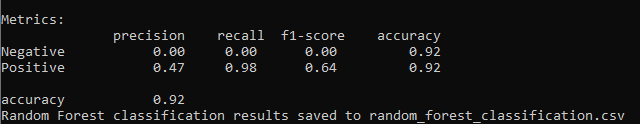 Metrics:
precision recall f1-score accuracy
Negative 0.00 0.00 0.00 0.92
Positive 0.47 0.98 0.64 0.92
accuracy 0.92
Random Forest classification results saved to random_forest_classification.csv